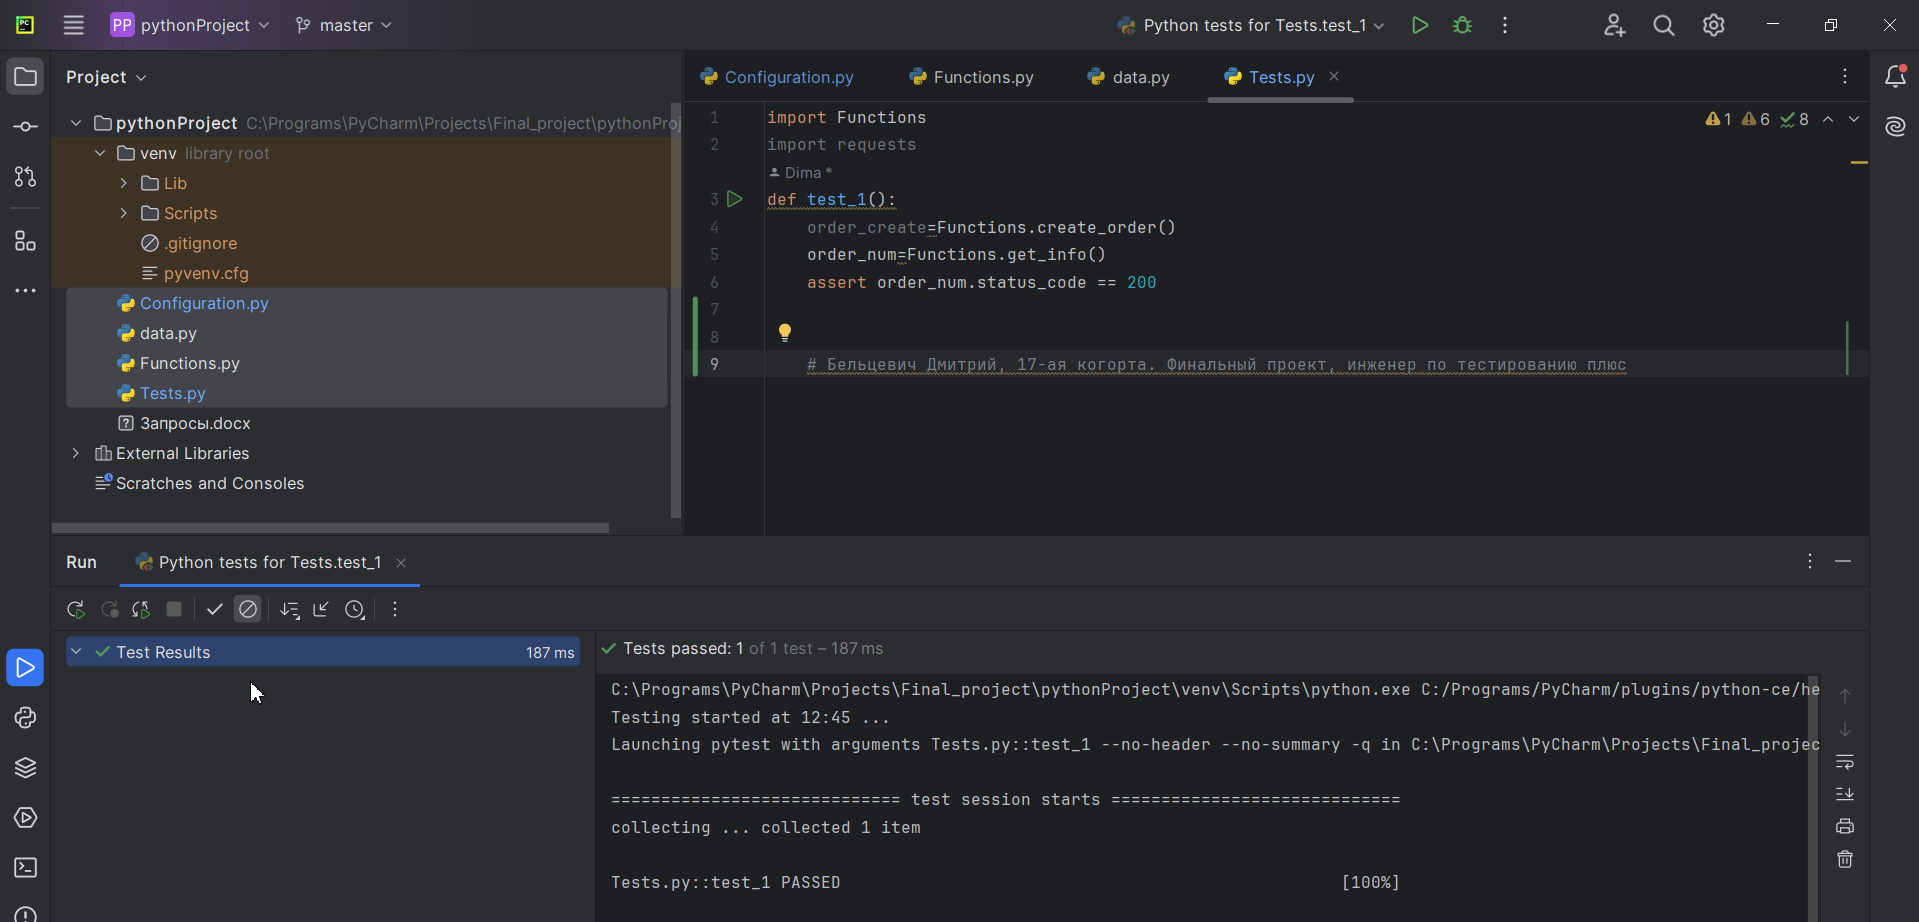 PP pythonProject master Python tests for Tests.test_1
Project
pythonProject C:\Programs\PyCharm\Projects\Final_project\pythonProj
venv library root
Lib
Scripts
.gitignore
pyvenv.cfg
Configuration.py
data.py
Functions.py
Tests.py
Запросы.docx
External Libraries
Scratches and Consoles
Configuration.py Functions.py data.py Tests.py
1 6 8
1 import Functions
2 import requests
Dima *
3 def test_1():
4 order_create=Functions.create_order()
5 order_num=Functions.get_info()
6 assert order_num.status_code == 200
7
8
9 # Бельцевич Дмитрий, 17-ая когорта. Финальный проект, инженер по тестированию плюс
Run Python tests for Tests.test_1
Test Results 187 ms
Tests passed: 1 of 1 test – 187 ms
C:\Programs\PyCharm\Projects\Final_project\pythonProject\venv\Scripts\python.exe C:/Programs/PyCharm/plugins/python-ce/he
Testing started at 12:45 ...
Launching pytest with arguments Tests.py::test_1 --no-header --no-summary -q in C:\Programs\PyCharm\Projects\Final_projec
============================= test session starts =============================
collecting ... collected 1 item
Tests.py::test_1 PASSED [100%]